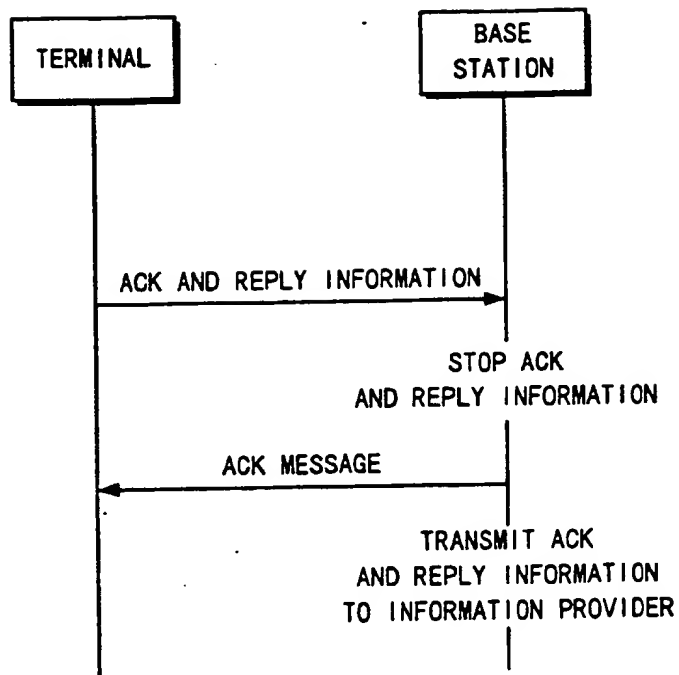 TERMINAL
BASE
STATION
ACK AND REPLY INFORMATION
STOP ACK
AND REPLY INFORMATION
ACK MESSAGE
TRANSMIT ACK
AND REPLY INFORMATION
TO INFORMATION PROVIDER